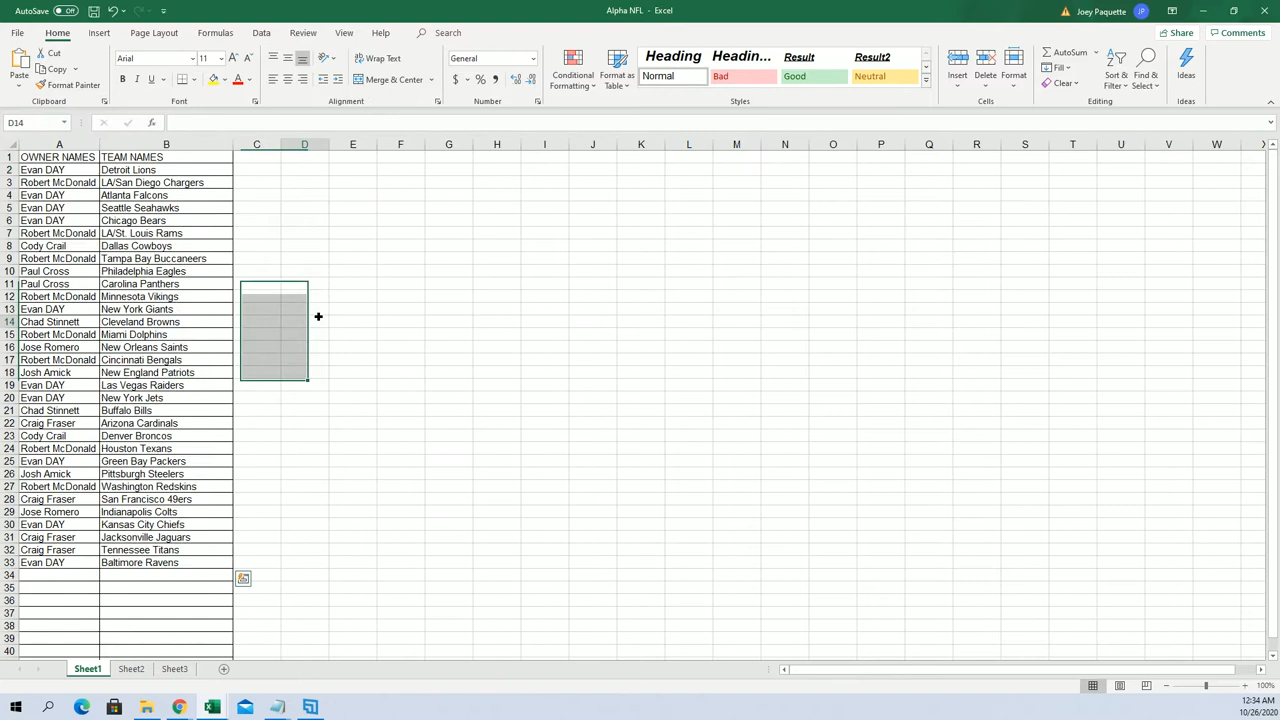 AutoSave Off Alpha NFL - Excel Joey Paquette JP
File Home Insert Page Layout Formulas Data Review View Help Search Share Comments
Paste Cut Copy Format Painter Clipboard
Arial 11 B I U A Font
ab Wrap Text Merge & Center Alignment
General $ % Number
Conditional Formatting Format as Table
Heading Headin... Result Result2
Normal Bad Good Neutral
Styles
Insert Delete Format Cells
AutoSum Fill Clear Sort & Filter Find & Select Editing
Ideas Ideas
D14 fx
A B C D E F G H I J K L M N O P Q R S T U V W X
1 OWNER NAMES TEAM NAMES
2 Evan DAY Detroit Lions
3 Robert McDonald LA/San Diego Chargers
4 Evan DAY Atlanta Falcons
5 Evan DAY Seattle Seahawks
6 Evan DAY Chicago Bears
7 Robert McDonald LA/St. Louis Rams
8 Cody Crail Dallas Cowboys
9 Robert McDonald Tampa Bay Buccaneers
10 Paul Cross Philadelphia Eagles
11 Paul Cross Carolina Panthers
12 Robert McDonald Minnesota Vikings
13 Evan DAY New York Giants
14 Chad Stinnett Cleveland Browns
15 Robert McDonald Miami Dolphins
16 Jose Romero New Orleans Saints
17 Robert McDonald Cincinnati Bengals
18 Josh Amick New England Patriots
19 Evan DAY Las Vegas Raiders
20 Evan DAY New York Jets
21 Chad Stinnett Buffalo Bills
22 Craig Fraser Arizona Cardinals
23 Cody Crail Denver Broncos
24 Robert McDonald Houston Texans
25 Evan DAY Green Bay Packers
26 Josh Amick Pittsburgh Steelers
27 Robert McDonald Washington Redskins
28 Craig Fraser San Francisco 49ers
29 Jose Romero Indianapolis Colts
30 Evan DAY Kansas City Chiefs
31 Craig Fraser Jacksonville Jaguars
32 Craig Fraser Tennessee Titans
33 Evan DAY Baltimore Ravens
34
35
36
37
38
39
40
Sheet1 Sheet2 Sheet3
100%
12:34 AM
10/26/2020